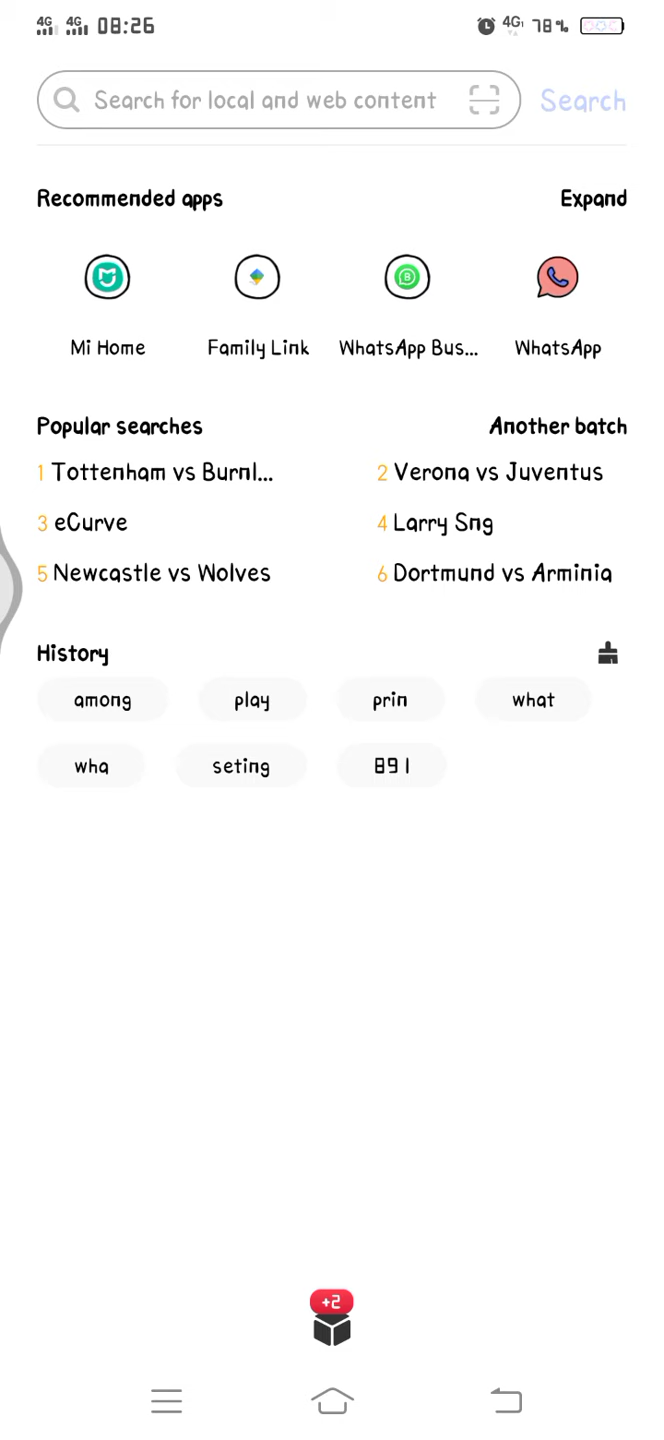 4G 4G 08:26 4G 78%
Search for local and web content Search
Recommended apps Expand
Mi Home Family Link WhatsApp Bus... WhatsApp
Popular searches Another batch
1 Tottenham vs Burnl... 2 Verona vs Juventus
3 eCurve 4 Larry Sng
5 Newcastle vs Wolves 6 Dortmund vs Arminia
History
among play prin what
wha seting 891
+2